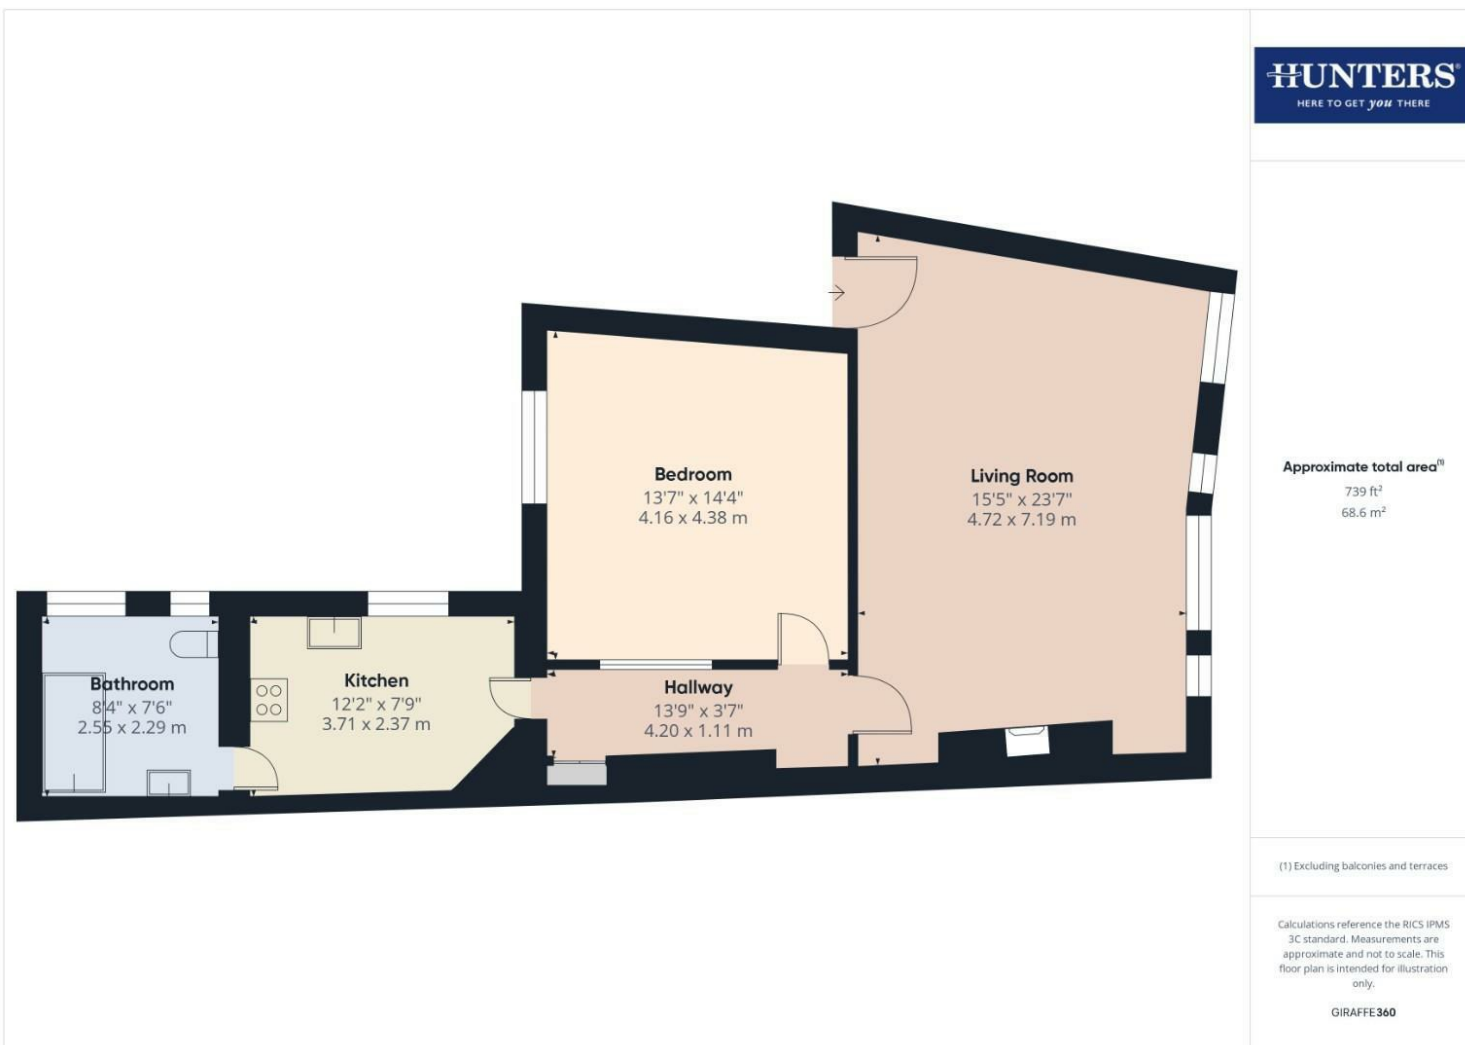 HUNTERS®
HERE TO GET you THERE
Bedroom
13'7" x 14'4"
4.16 x 4.38 m
Living Room
15'5" x 23'7"
4.72 x 7.19 m
Bathroom
8'4" x 7'6"
2.55 x 2.29 m
Kitchen
12'2" x 7'9"
3.71 x 2.37 m
Hallway
13'9" x 3'7"
4.20 x 1.11 m
Approximate total area⁽¹⁾
739 ft²
68.6 m²
(1) Excluding balconies and terraces
Calculations reference the RICS IPMS
3C standard. Measurements are
approximate and not to scale. This
floor plan is intended for illustration
only.
GIRAFFE360